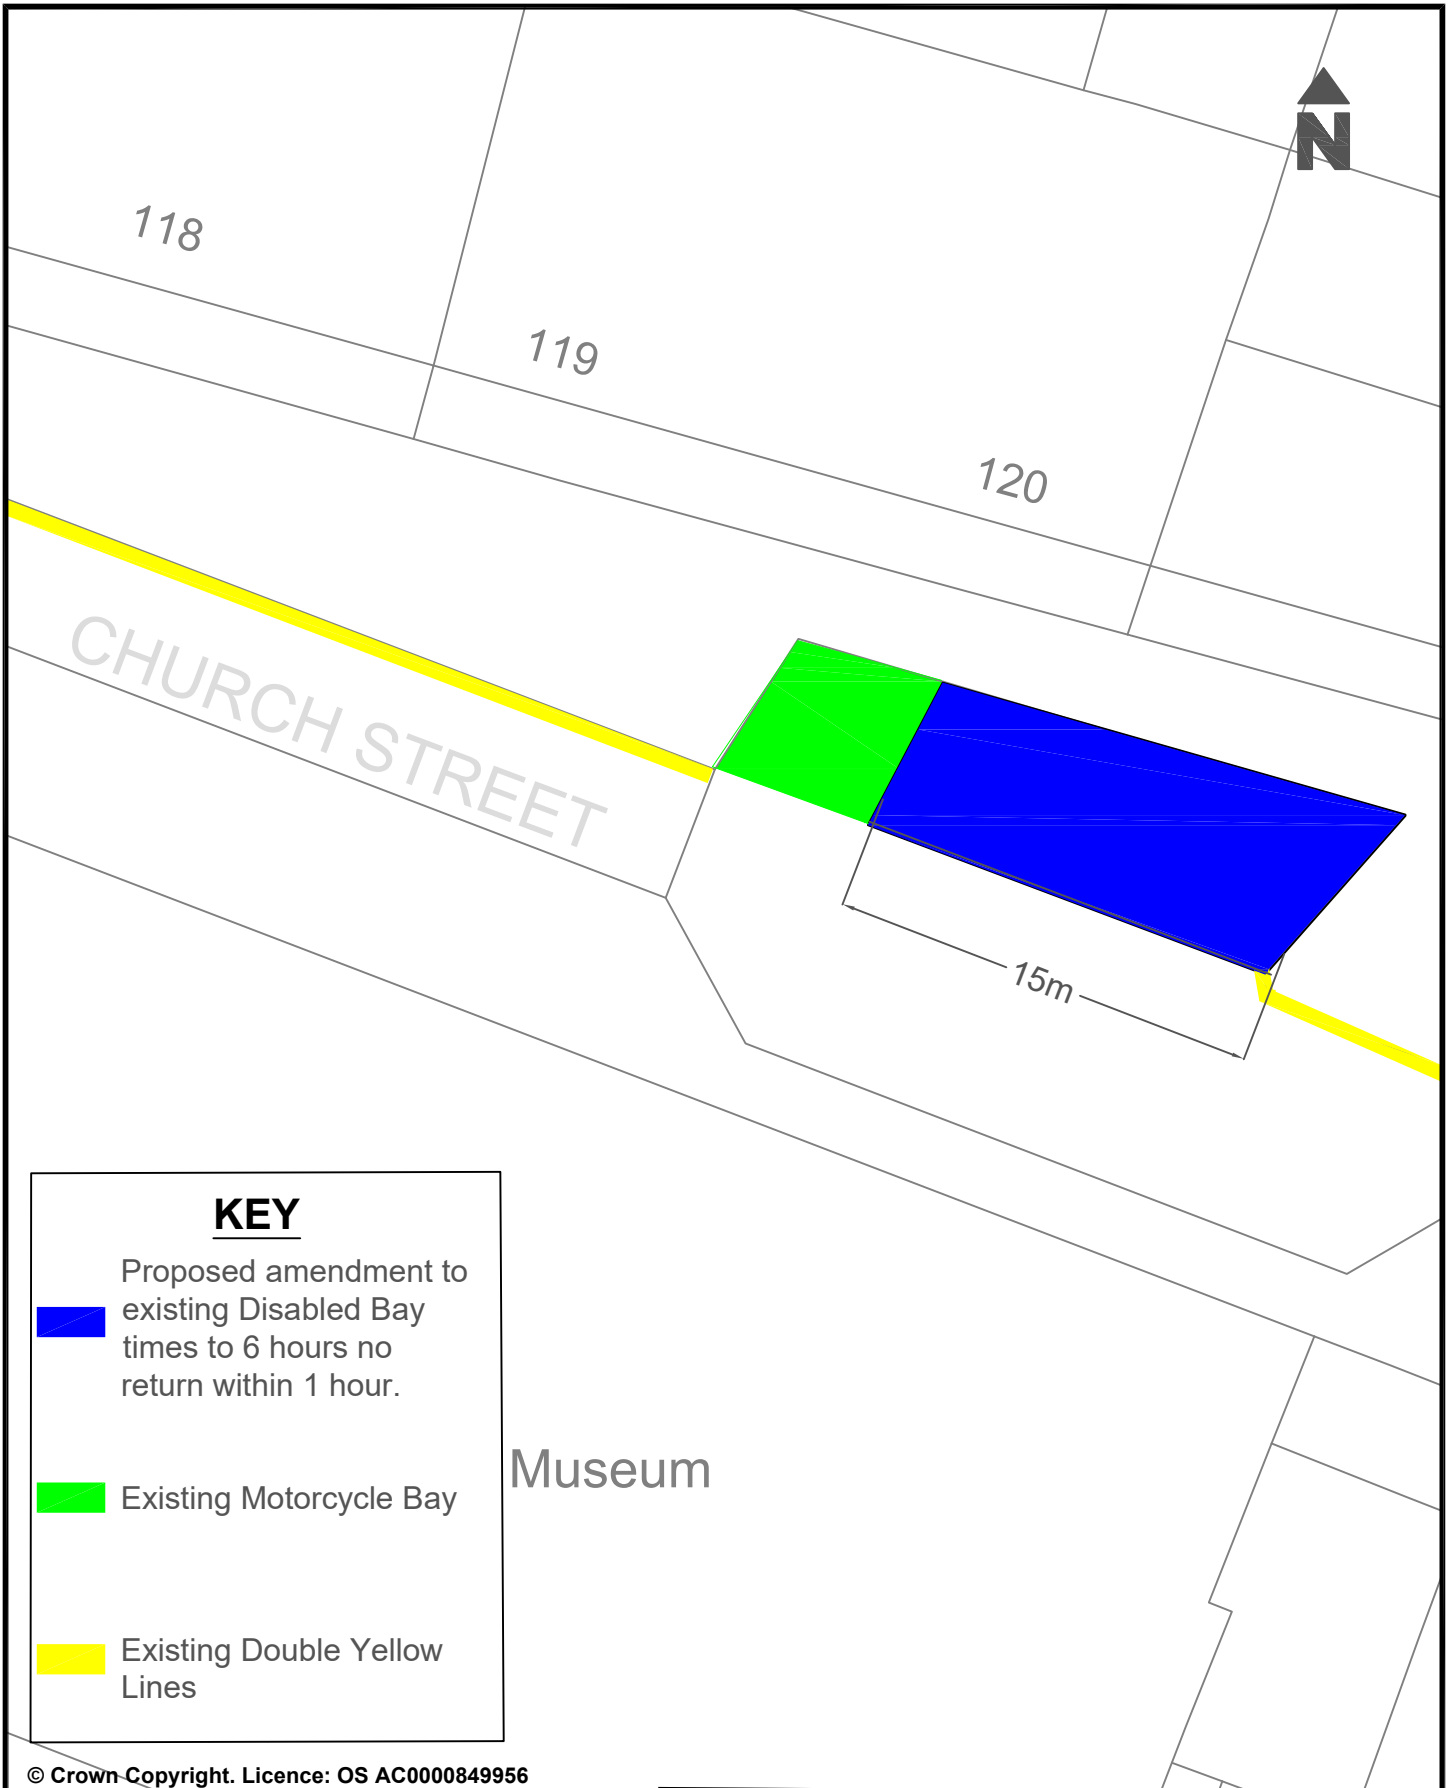 N
118
119
120
CHURCH STREET
15m
KEY
Proposed amendment to
existing Disabled Bay
times to 6 hours no
return within 1 hour.
Museum
Existing Motorcycle Bay
Existing Double Yellow
Lines
© Crown Copyright. Licence: OS AC0000849956